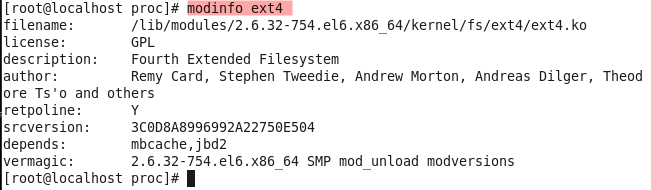 [root@localhost proc]# modinfo ext4
filename:       /lib/modules/2.6.32-754.el6.x86_64/kernel/fs/ext4/ext4.ko
license:        GPL
description:    Fourth Extended Filesystem
author:         Remy Card, Stephen Tweedie, Andrew Morton, Andreas Dilger, Theod
ore Ts'o and others
retpoline:      Y
srcversion:     3C0D8A8996992A22750E504
depends:        mbcache,jbd2
vermagic:       2.6.32-754.el6.x86_64 SMP mod_unload modversions
[root@localhost proc]#